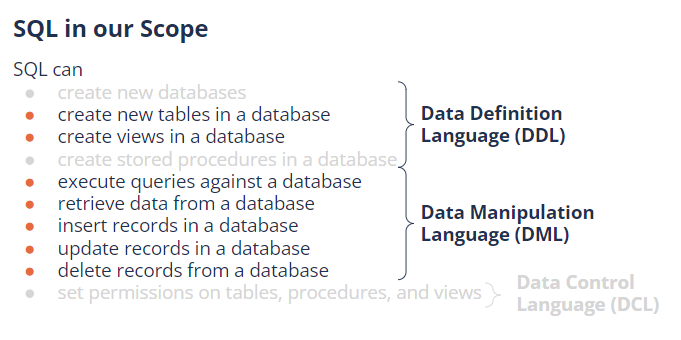 SQL in our Scope
SQL can
create new databases
create new tables in a database
create views in a database
create stored procedures in a database
Data Definition
Language (DDL)
execute queries against a database
retrieve data from a database
insert records in a database
update records in a database
delete records from a database
Data Manipulation
Language (DML)
set permissions on tables, procedures, and views
Data Control
Language (DCL)